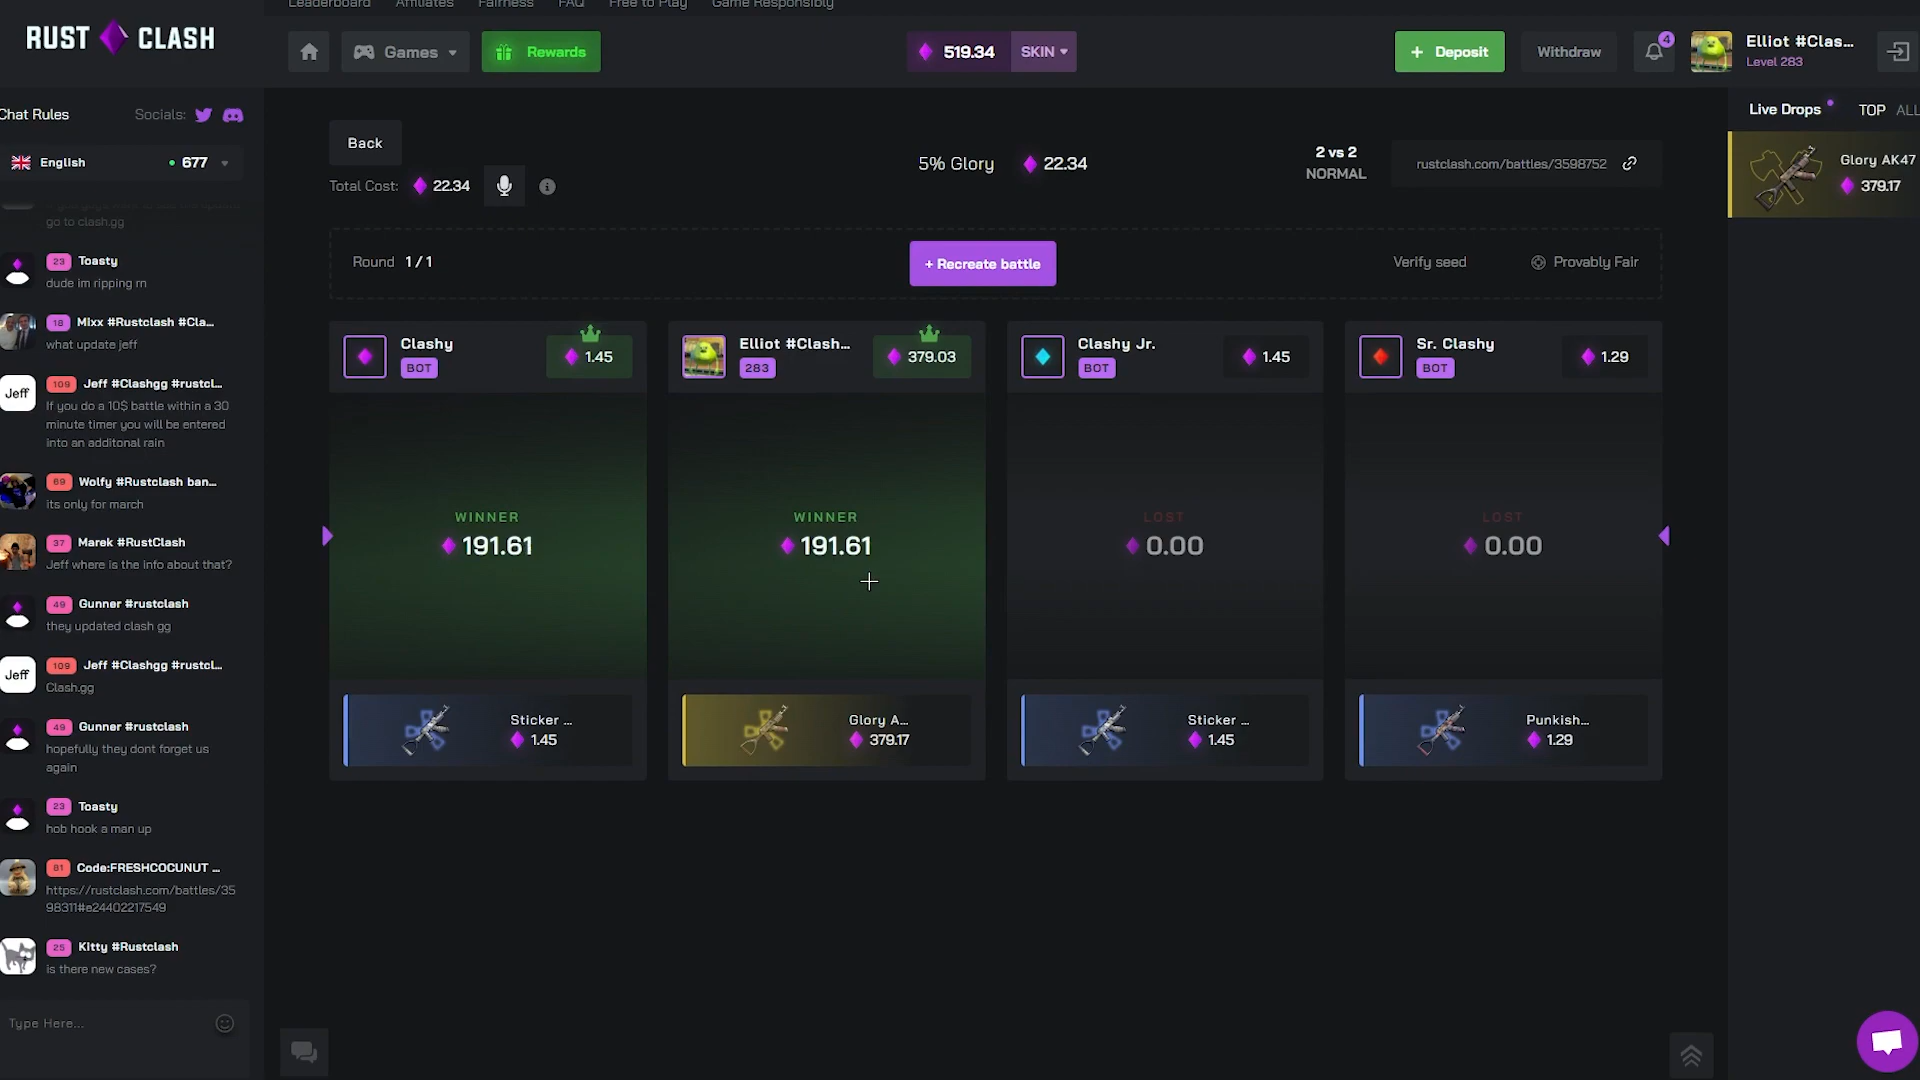 Leaderboard Affiliates Fairness FAQ Free to Play Game Responsibly
RUST CLASH
Games
Rewards
519.34
SKIN
+ Deposit
Withdraw
4
Elliot #Clas...
Level 283
Chat Rules
Socials:
English
677
go to clash.gg
23 Toasty
dude im ripping rn
18 Mixx #Rustclash #Cla...
what update jeff
Jeff
109 Jeff #Clashgg #rustcl...
If you do a 10$ battle within a 30
minute timer you will be entered
into an additonal rain
69 Wolfy #Rustclash ban...
its only for march
37 Marek #RustClash
Jeff where is the info about that?
49 Gunner #rustclash
they updated clash gg
Jeff
109 Jeff #Clashgg #rustcl...
Clash.gg
49 Gunner #rustclash
hopefully they dont forget us
again
23 Toasty
hob hook a man up
81 Code:FRESHCOCUNUT ...
https://rustclash.com/battles/35
98311#e24402217549
25 Kitty #Rustclash
is there new cases?
Type Here...
Back
Total Cost: 22.34
5% Glory 22.34
2 vs 2
NORMAL
rustclash.com/battles/3598752
Round 1 / 1
+ Recreate battle
Verify seed
Provably Fair
Clashy
BOT
1.45
WINNER
191.61
Sticker ...
1.45
Elliot #Clash...
283
379.03
WINNER
191.61
Glory A...
379.17
Clashy Jr.
BOT
1.45
LOST
0.00
Sticker ...
1.45
Sr. Clashy
BOT
1.29
LOST
0.00
Punkish...
1.29
Live Drops
TOP ALL
Glory AK47
379.17